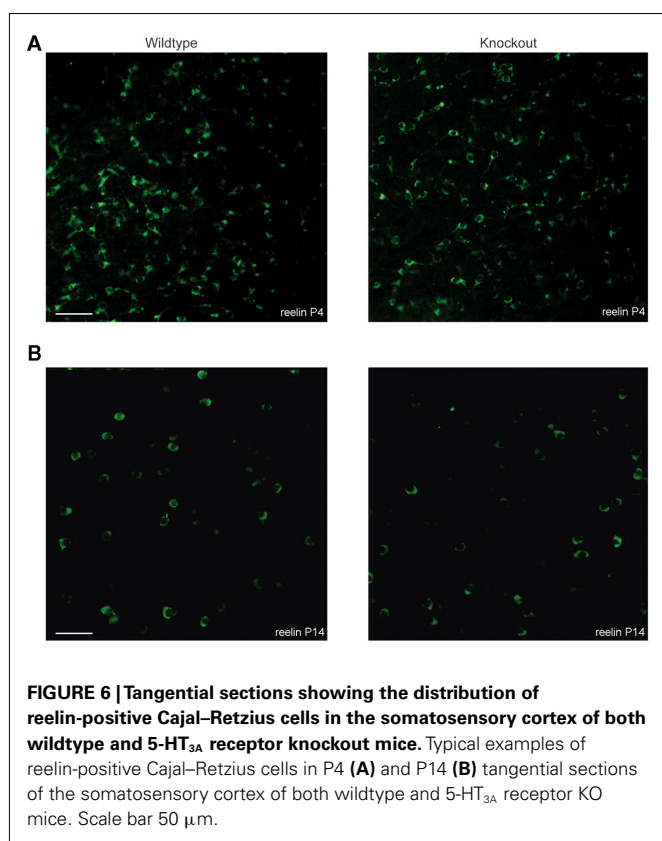 A
Wildtype
Knockout
reelin P4
reelin P4
B
reelin P14
reelin P14
FIGURE 6 | Tangential sections showing the distribution of
reelin-positive Cajal–Retzius cells in the somatosensory cortex of both
wildtype and 5-HT3A receptor knockout mice. Typical examples of
reelin-positive Cajal–Retzius cells in P4 (A) and P14 (B) tangential sections
of the somatosensory cortex of both wildtype and 5-HT3A receptor KO
mice. Scale bar 50 μm.